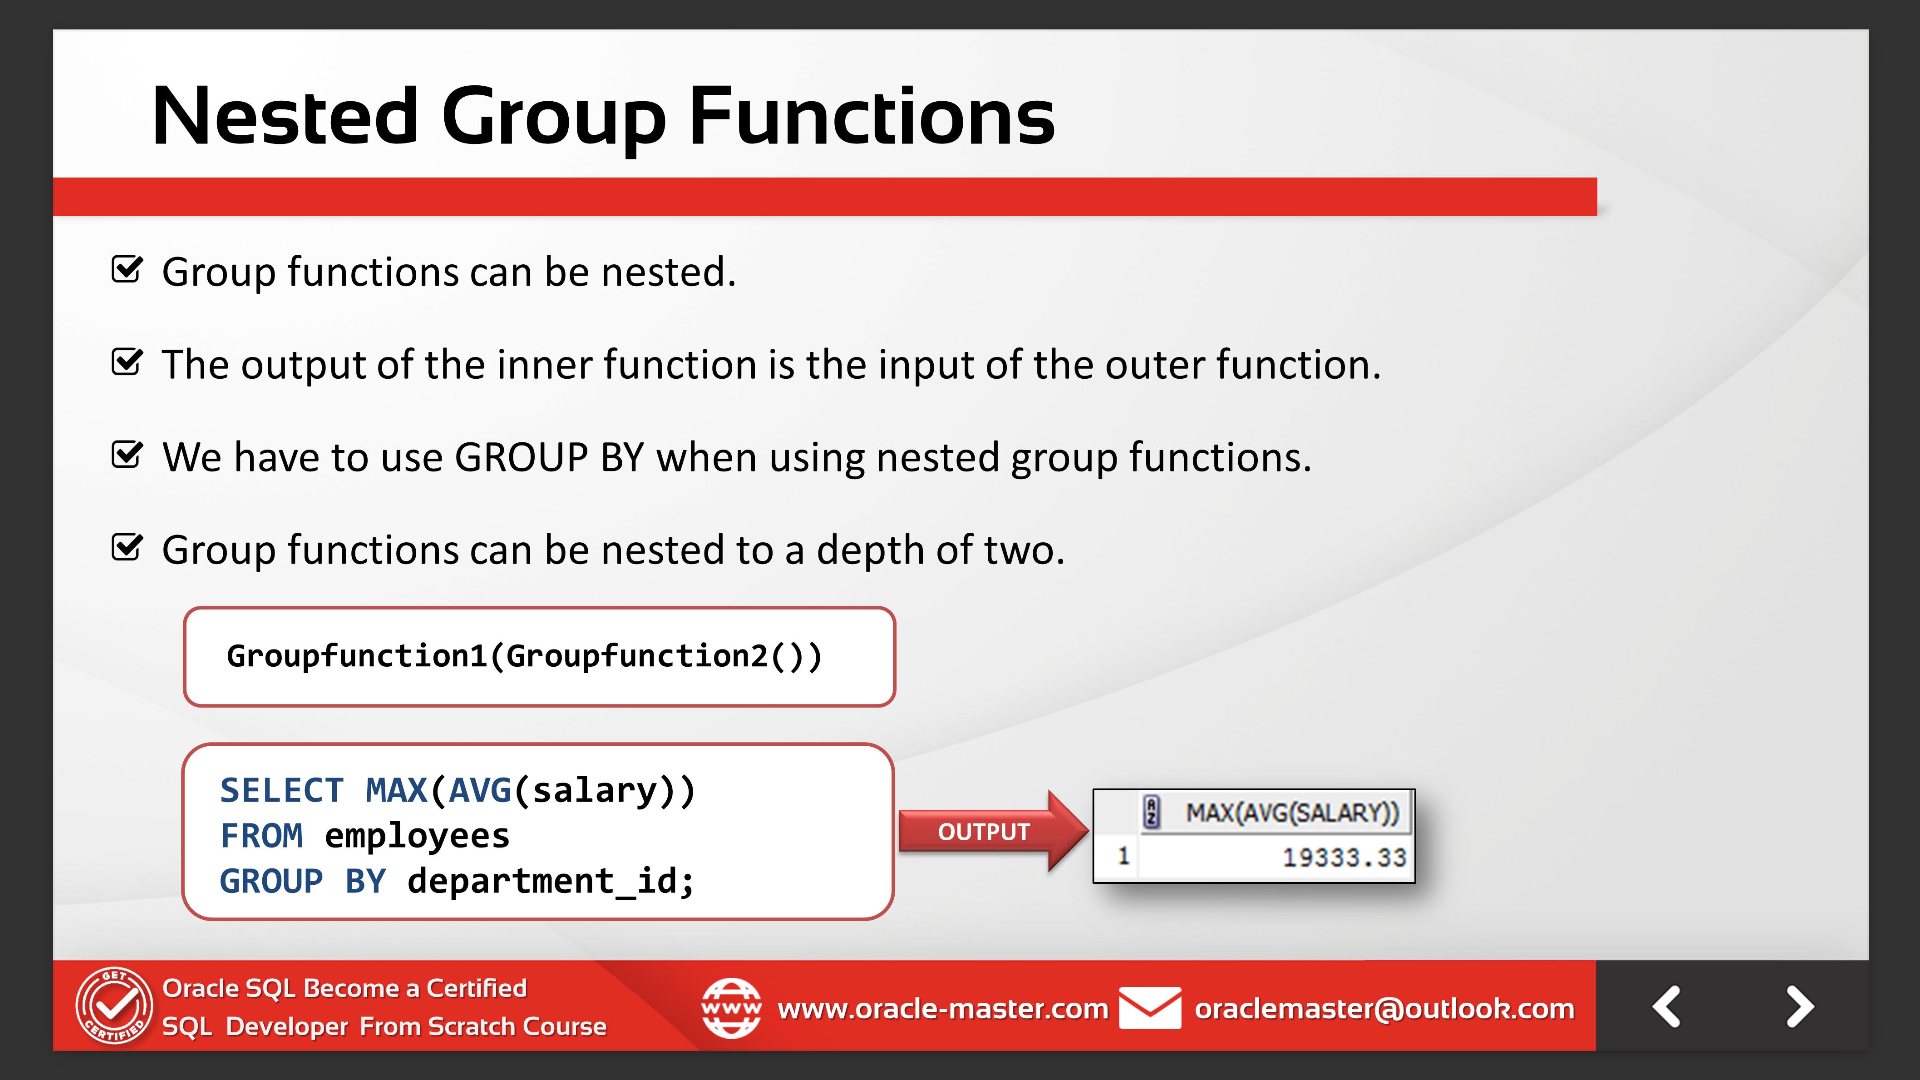 Nested Group Functions
Group functions can be nested.
The output of the inner function is the input of the outer function.
We have to use GROUP BY when using nested group functions.
Group functions can be nested to a depth of two.
Groupfunction1(Groupfunction2())
SELECT MAX(AVG(salary))
FROM employees
GROUP BY department_id;
OUTPUT
A Z MAX(AVG(SALARY))
1 19333.33
GET CERTIFIED
Oracle SQL Become a Certified
SQL Developer From Scratch Course
www
www.oracle-master.com
oraclemaster@outlook.com